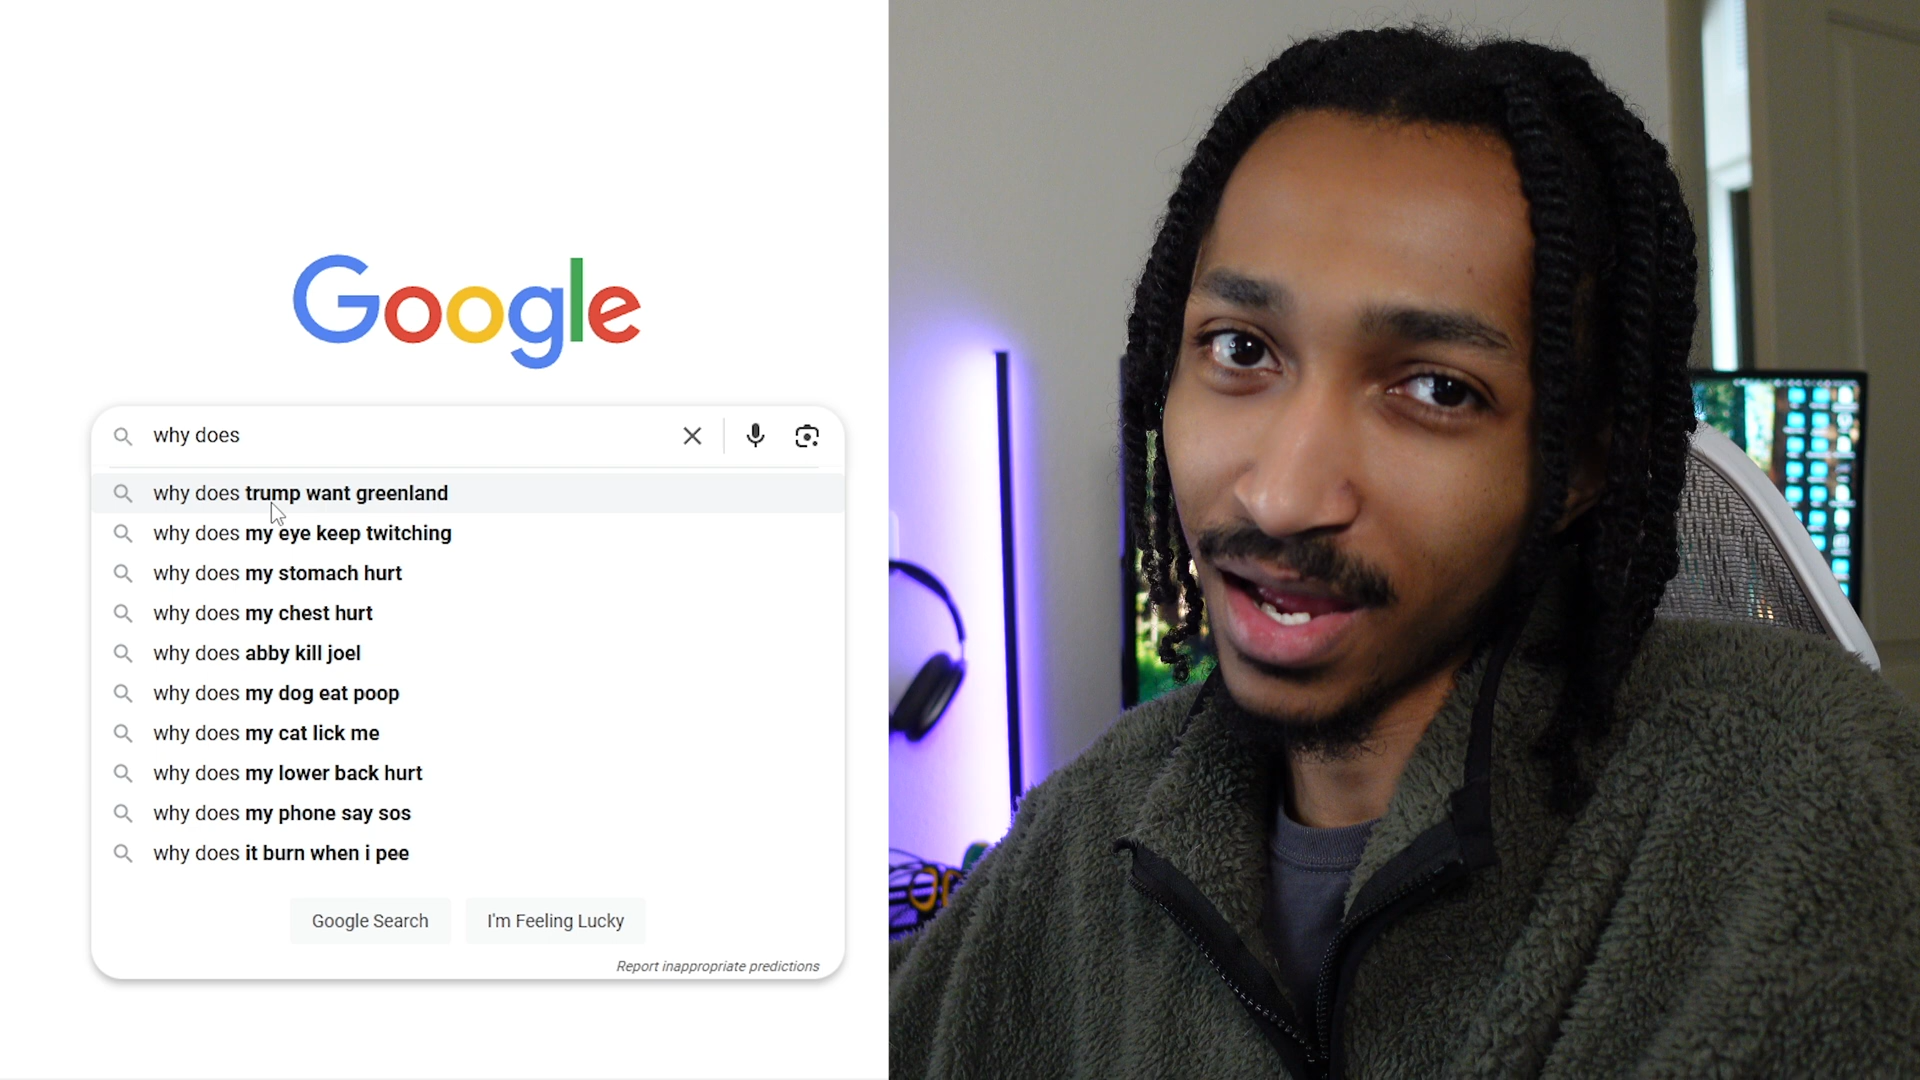 Google
why does
why does trump want greenland
why does my eye keep twitching
why does my stomach hurt
why does my chest hurt
why does abby kill joel
why does my dog eat poop
why does my cat lick me
why does my lower back hurt
why does my phone say sos
why does it burn when i pee
Google Search
I'm Feeling Lucky
Report inappropriate predictions